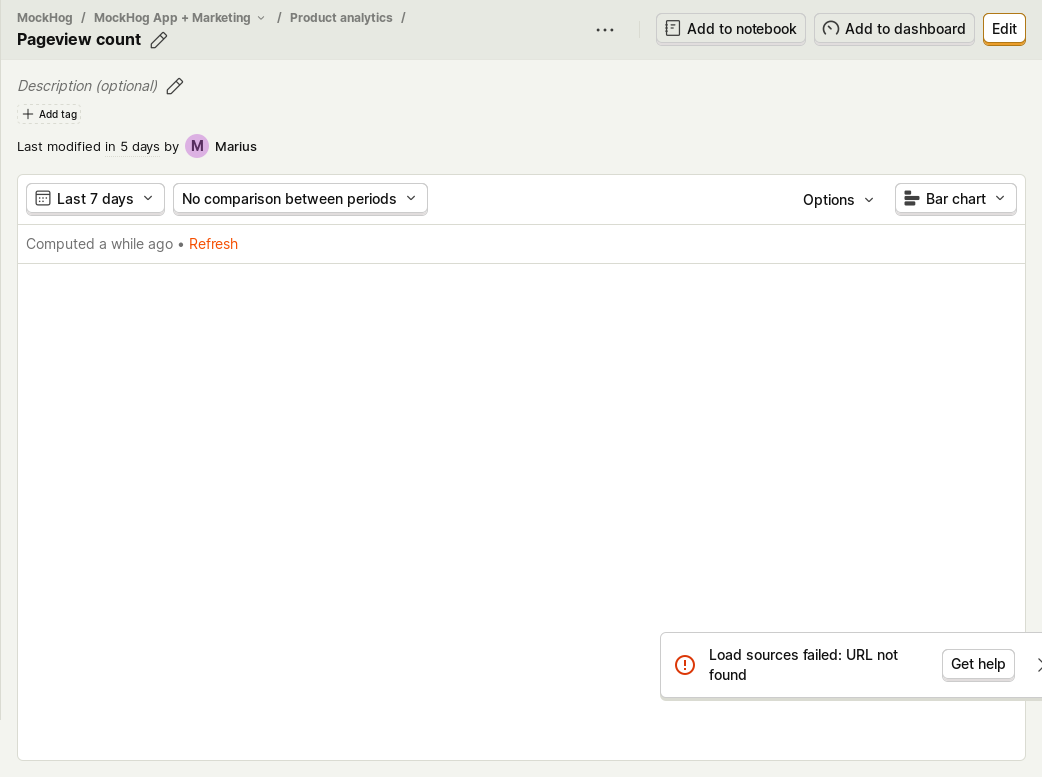 MockHog / MockHog App + Marketing / Product analytics /
Pageview count
Add to notebook
Add to dashboard
Edit
Description (optional)
Add tag
Last modified in 5 days by M Marius
Last 7 days
No comparison between periods
Options
Bar chart
Computed a while ago • Refresh
Load sources failed: URL not
found
Get help